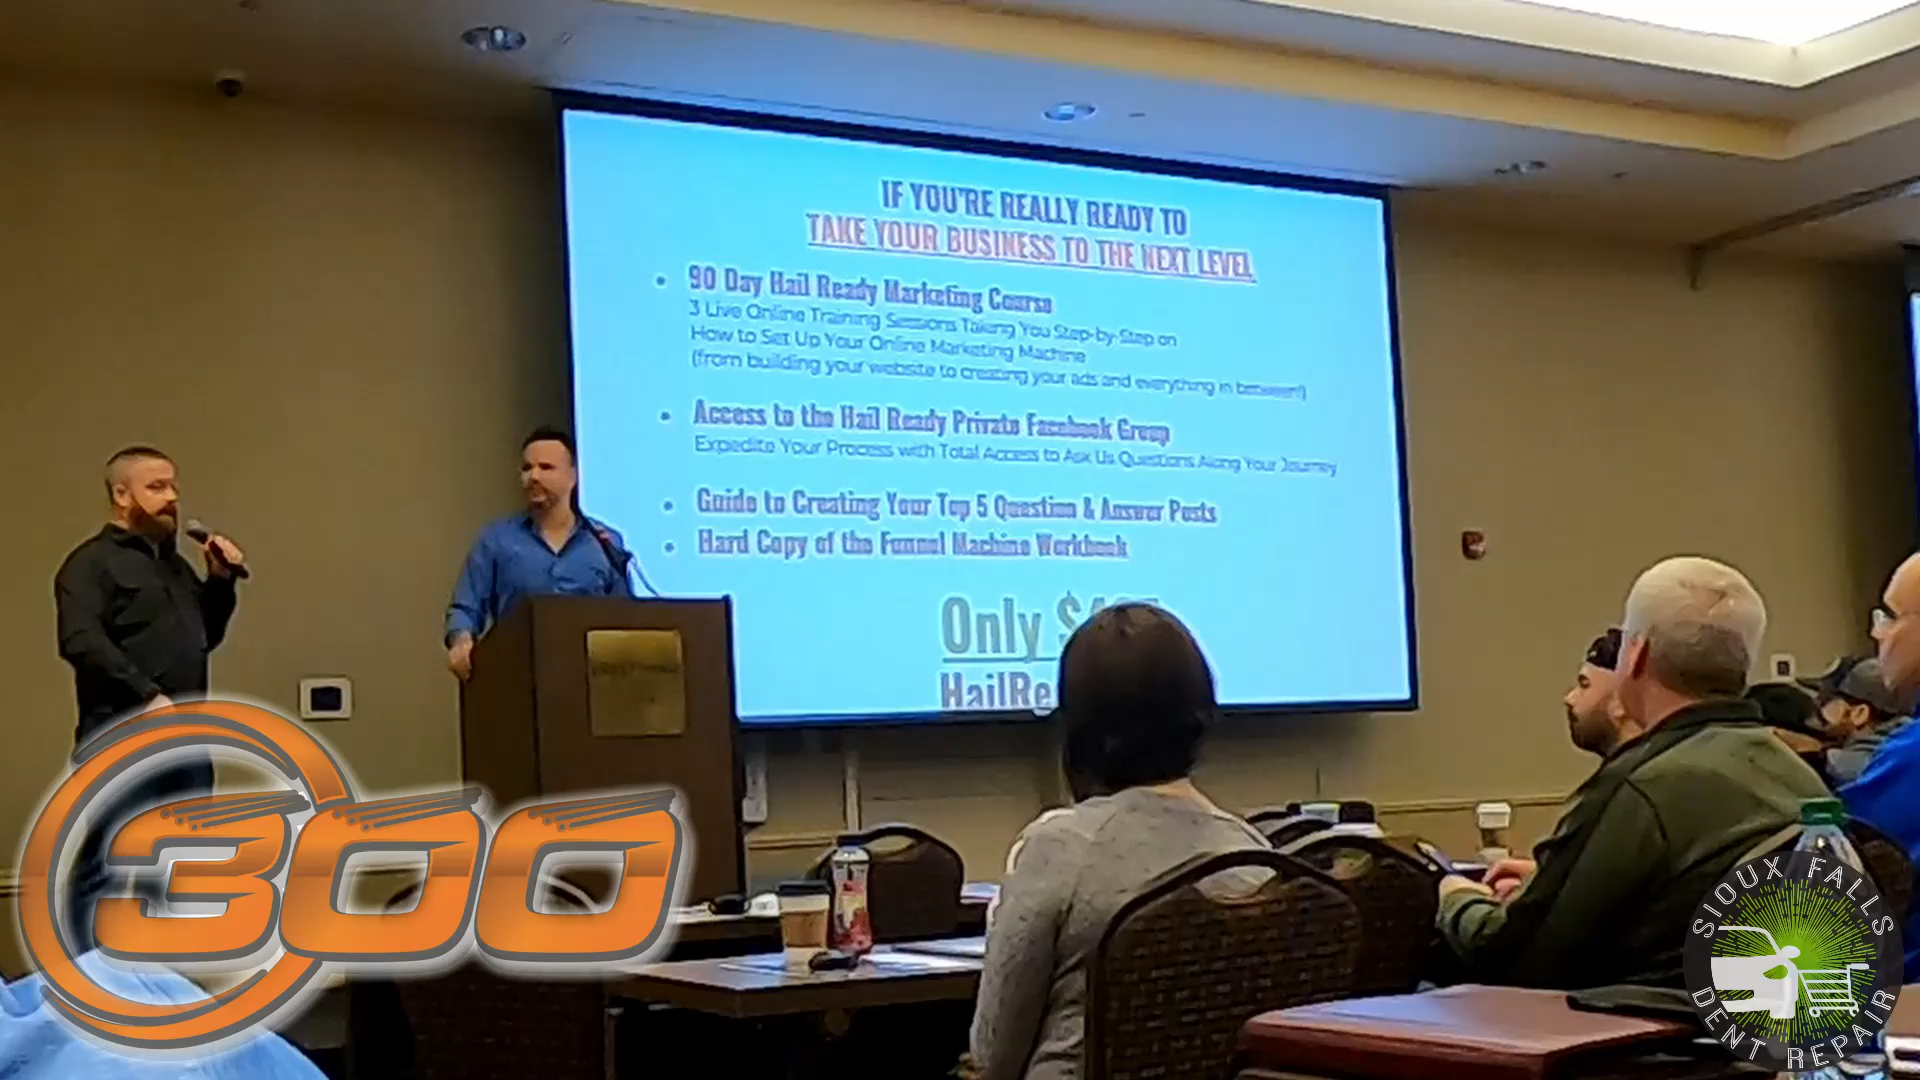 IF YOU'RE REALLY READY TO
TAKE YOUR BUSINESS TO THE NEXT LEVEL
• 90 Day Hail Ready Marketing Course
3 Live Online Training Sessions Taking You Step-by-Step on
How to Set Up Your Online Marketing Machine
(from building your website to creating your ads and everything in between!)
• Access to the Hail Ready Private Facebook Group
Expedite Your Process with Total Access to Ask Us Questions Along Your Journey
• Guide to Creating Your Top 5 Question & Answer Posts
• Hard Copy of the Funnel Machine Workbook
Only
HailRe
300
SIOUX FALLS
DENT REPAIR